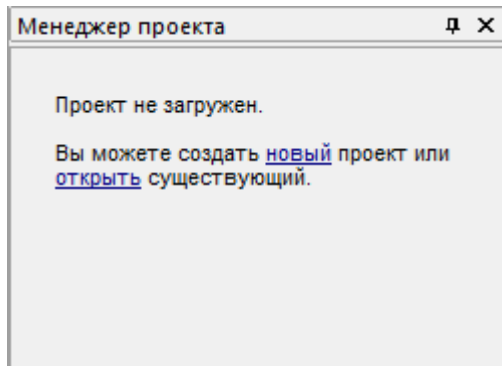 Менеджер проекта
Проект не загружен.
Вы можете создать новый проект или
открыть существующий.